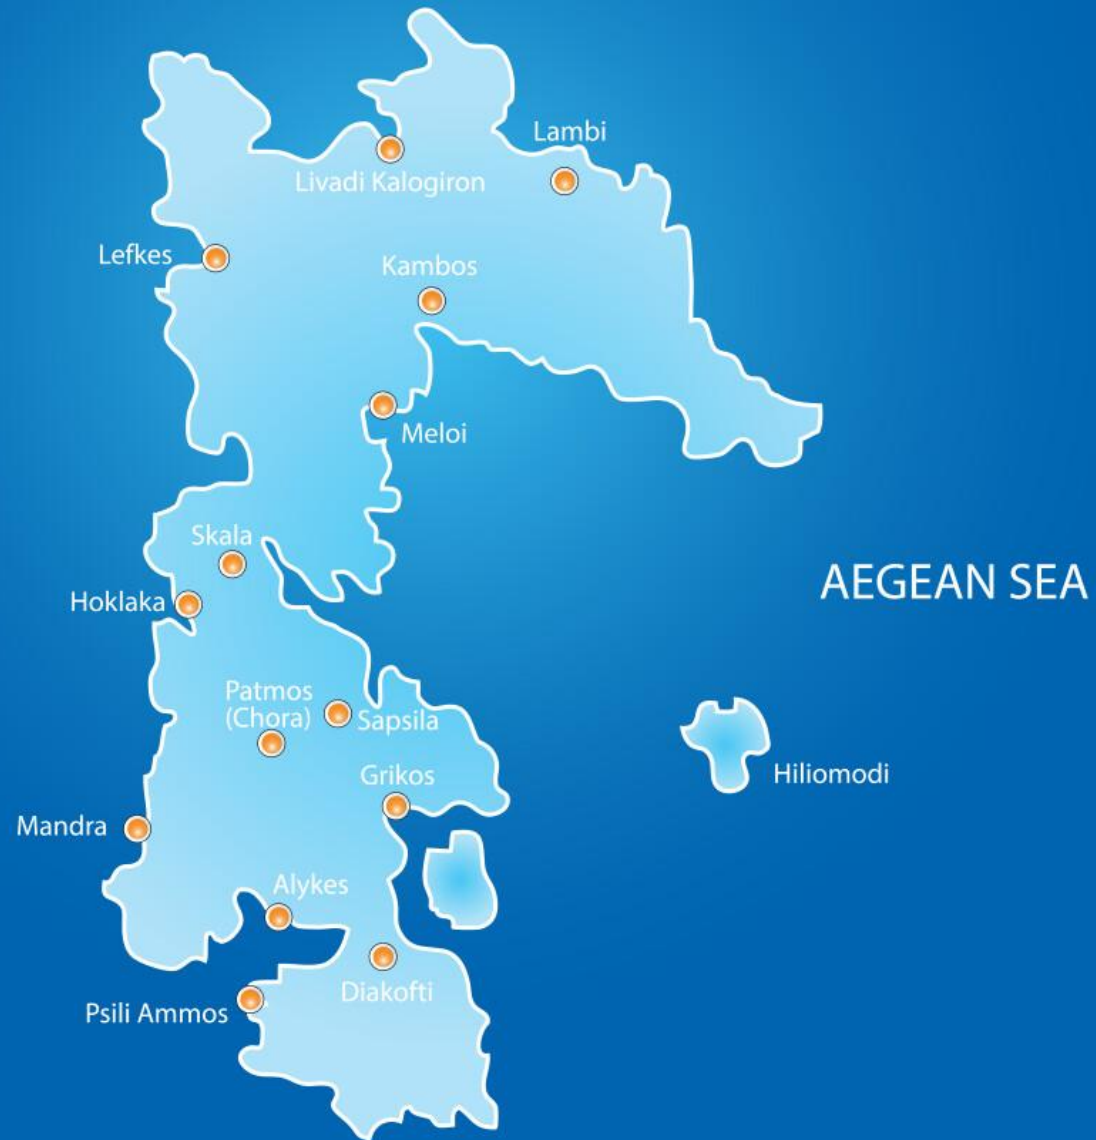 Lambi
Livadi Kalogiron
Lefkes
Kambos
Meloi
Skala
AEGEAN SEA
Hoklaka
Patmos
(Chora)
Sapsila
Grikos
Hiliomodi
Mandra
Alykes
Diakofti
Psili Ammos